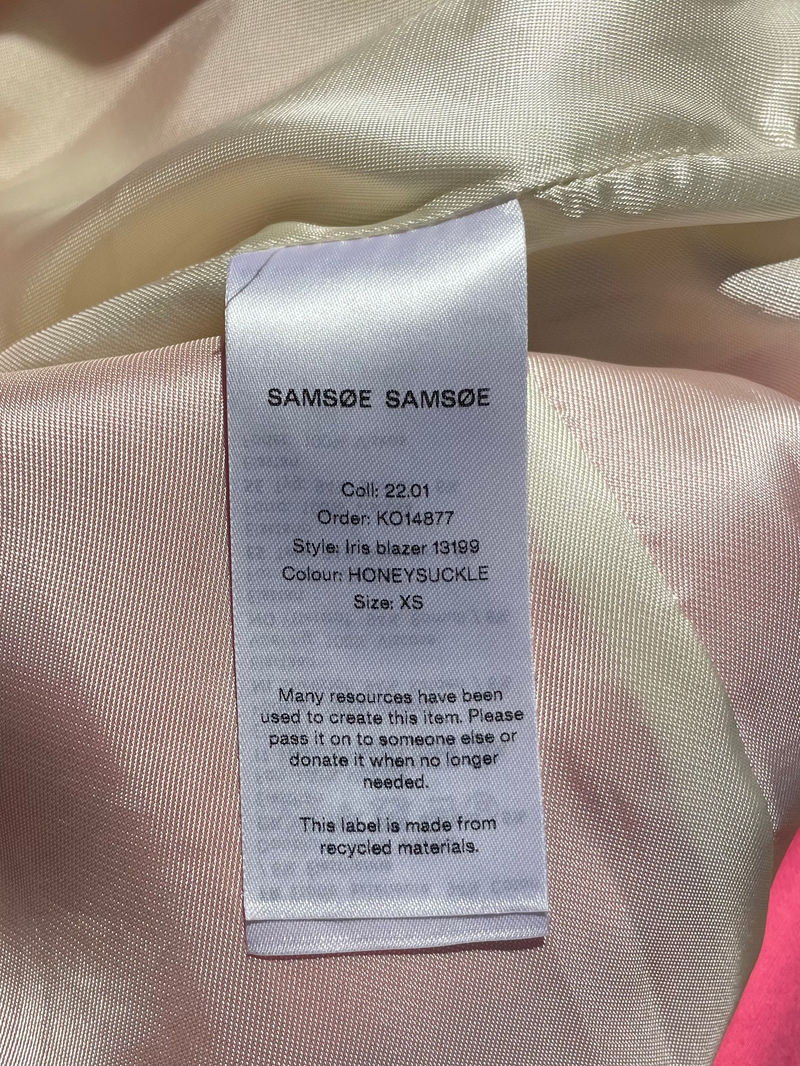 SAMSØE SAMSØE
Coll: 22.01
Order: KO14877
Style: Iris blazer 13199
Colour: HONEYSUCKLE
Size: XS
Many resources have been
used to create this item. Please
pass it on to someone else or
donate it when no longer
needed.
This label is made from
recycled materials.